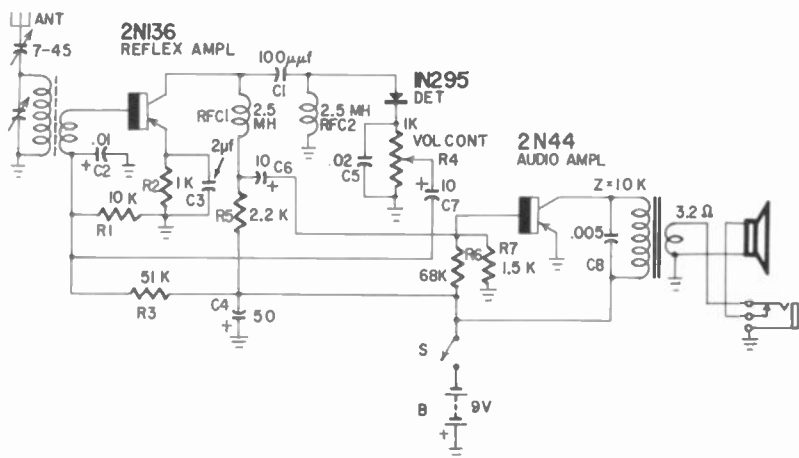 ANT
7-45
2N136
REFLEX AMPL
100μμf
C1
1N295
DET
RFC1
2.5
MH
2.5 MH
RFC2
1K
VOL CONT
R4
2N44
AUDIO AMPL
.01
+ C2
2μf
10
C6
+
.02
C5
+
10
C7
Z=10K
3.2Ω
R2
1K
C3
R5
2.2 K
10 K
R1
.005
C8
R6
68K
R7
1.5 K
51 K
R3
C4
+
50
S
B
9V
+